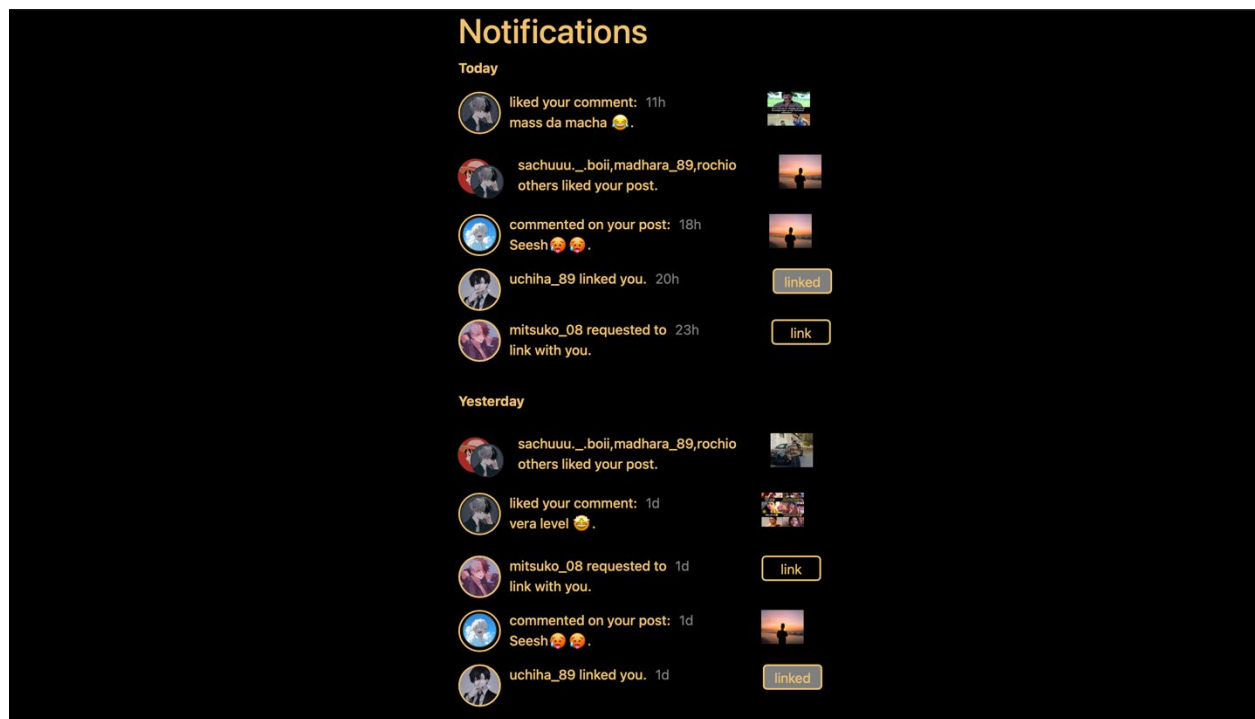 Notifications
Today
liked your comment: 11h
mass da macha 😂.
sachuuu._.boii,madhara_89,rochio
others liked your post.
commented on your post: 18h
Seesh🥵 🥵.
uchiha_89 linked you. 20h
linked
mitsuko_08 requested to 23h
link with you.
link
Yesterday
sachuuu._.boii,madhara_89,rochio
others liked your post.
liked your comment: 1d
vera level 🤩.
mitsuko_08 requested to 1d
link with you.
link
commented on your post: 1d
Seesh🥵 🥵.
uchiha_89 linked you. 1d
linked